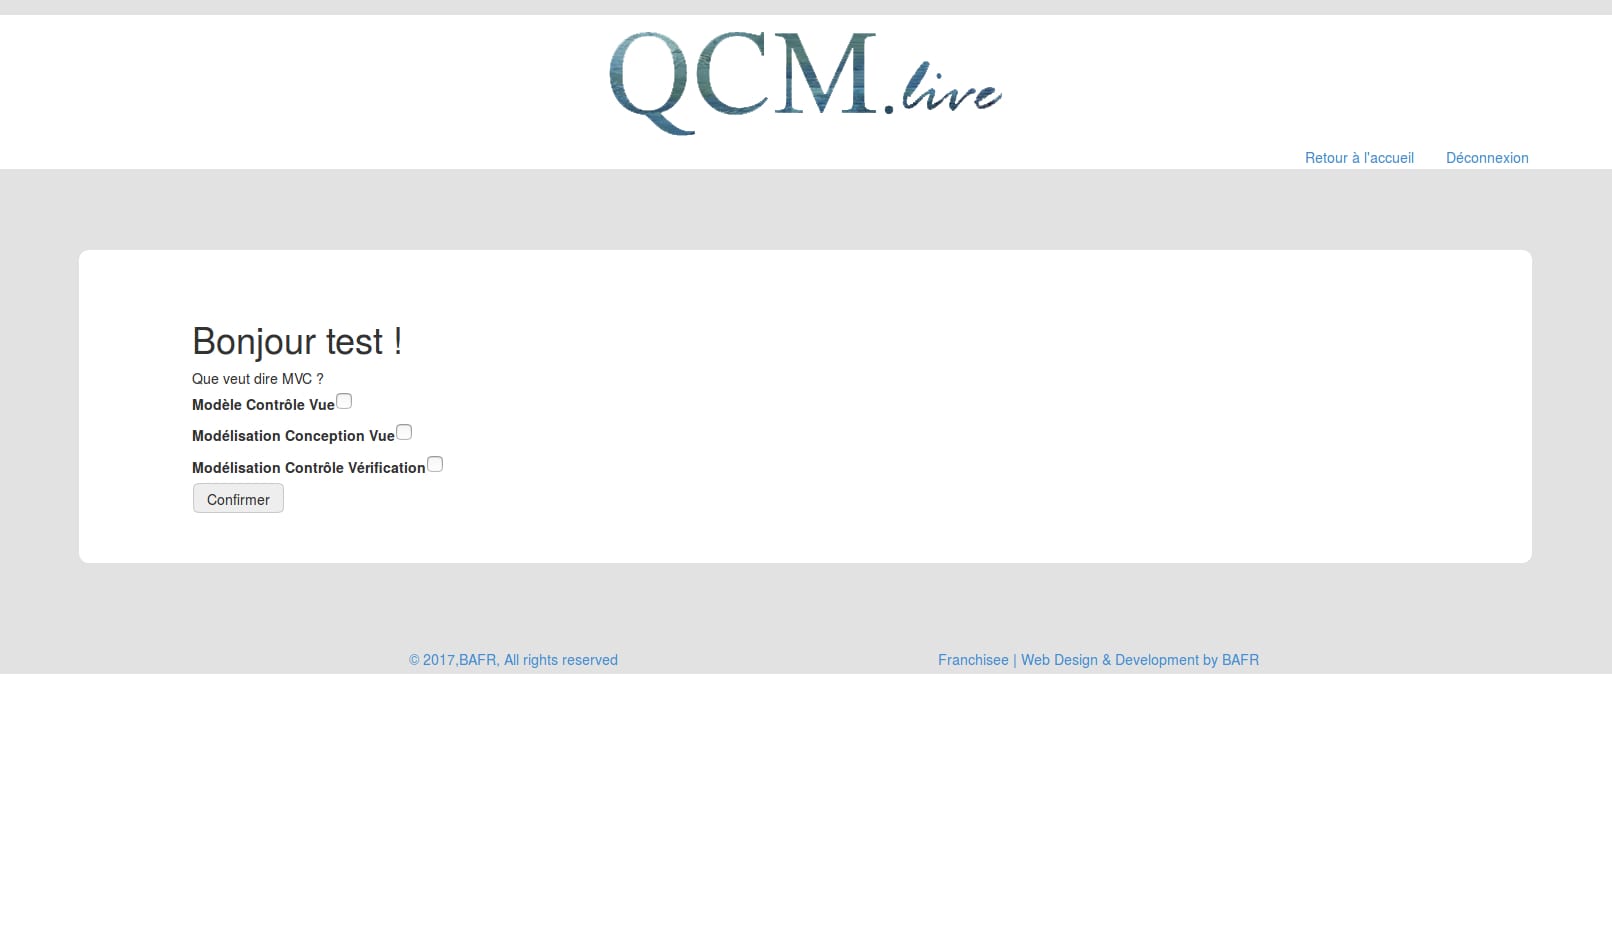 QCM.live
Retour à l'accueil Déconnexion
Bonjour test !
Que veut dire MVC ?
Modèle Contrôle Vue
Modélisation Conception Vue
Modélisation Contrôle Vérification
Confirmer
© 2017,BAFR, All rights reserved Franchisee | Web Design & Development by BAFR